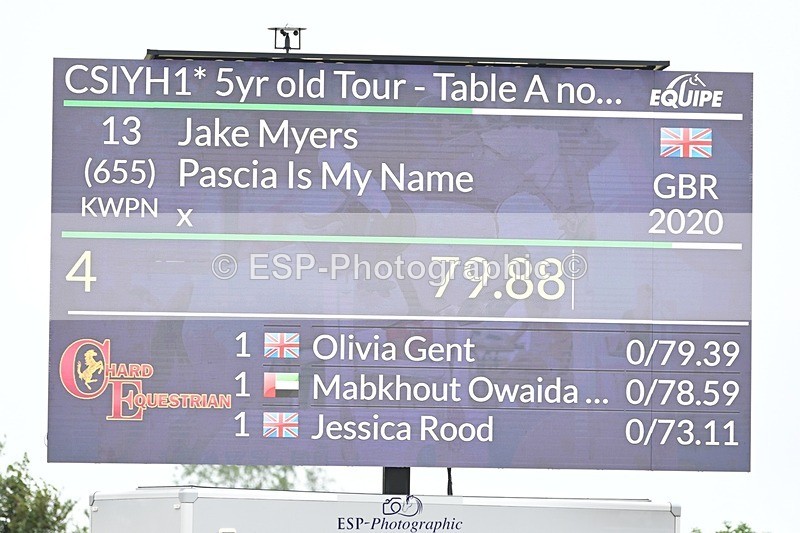 CSIYH1* 5yr old Tour - Table A no...
EQUIPE
13 Jake Myers
(655) Pascia Is My Name GBR
KWPN x 2020
4 79.88
© ESP-Photographic ©
CHARD EQUESTRIAN
1 Olivia Gent 0/79.39
1 Mabkhout Owaida ... 0/78.59
1 Jessica Rood 0/73.11
ESP-Photographic